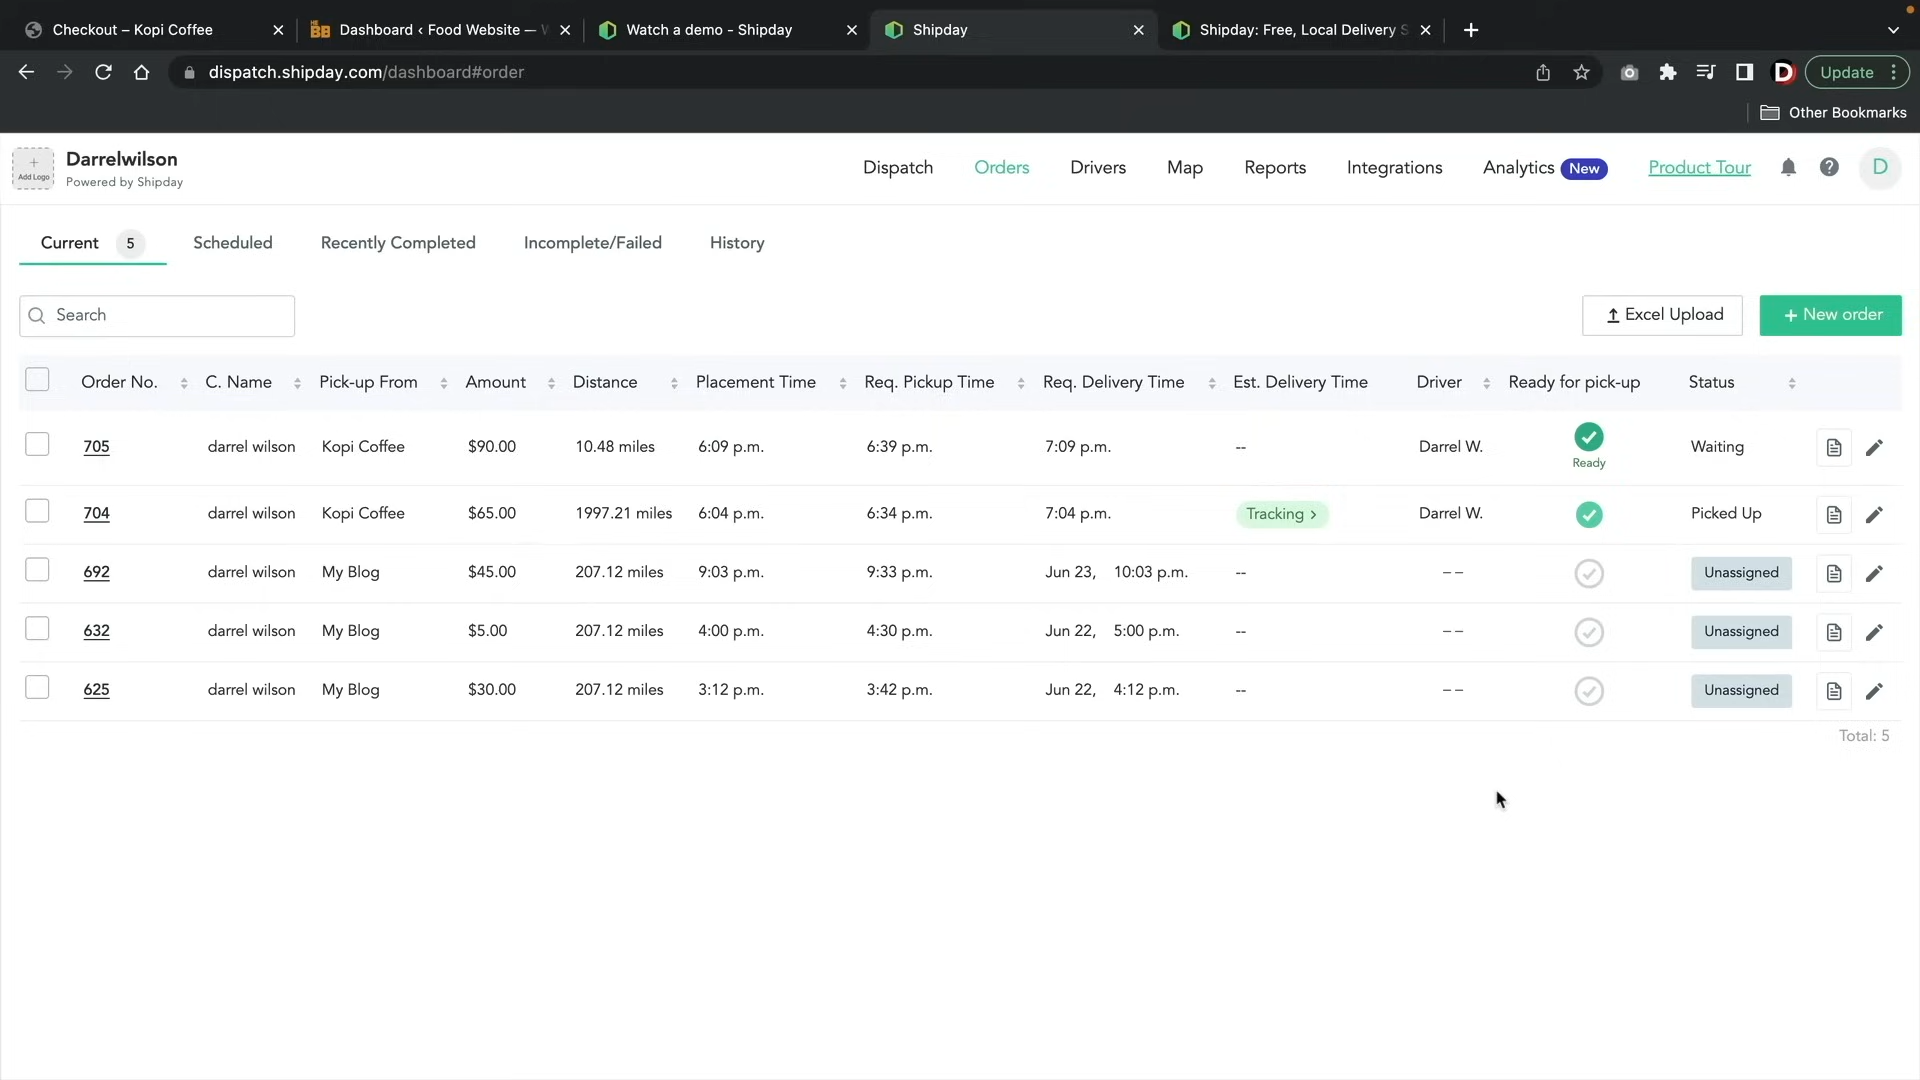 Checkout – Kopi Coffee
Dashboard ‹ Food Website —
Watch a demo - Shipday
Shipday
Shipday: Free, Local Delivery
dispatch.shipday.com/dashboard#order
Update
Other Bookmarks
Add Logo
Darrelwilson
Powered by Shipday
Dispatch Orders Drivers Map Reports Integrations Analytics New Product Tour D
Current 5 Scheduled Recently Completed Incomplete/Failed History
Search
Excel Upload
+ New order
Order No. C. Name Pick-up From Amount Distance Placement Time Req. Pickup Time Req. Delivery Time Est. Delivery Time Driver Ready for pick-up Status
705 darrel wilson Kopi Coffee $90.00 10.48 miles 6:09 p.m. 6:39 p.m. 7:09 p.m. -- Darrel W. Ready Waiting
704 darrel wilson Kopi Coffee $65.00 1997.21 miles 6:04 p.m. 6:34 p.m. 7:04 p.m. Tracking > Darrel W. Picked Up
692 darrel wilson My Blog $45.00 207.12 miles 9:03 p.m. 9:33 p.m. Jun 23, 10:03 p.m. -- -- Unassigned
632 darrel wilson My Blog $5.00 207.12 miles 4:00 p.m. 4:30 p.m. Jun 22, 5:00 p.m. -- -- Unassigned
625 darrel wilson My Blog $30.00 207.12 miles 3:12 p.m. 3:42 p.m. Jun 22, 4:12 p.m. -- -- Unassigned
Total: 5